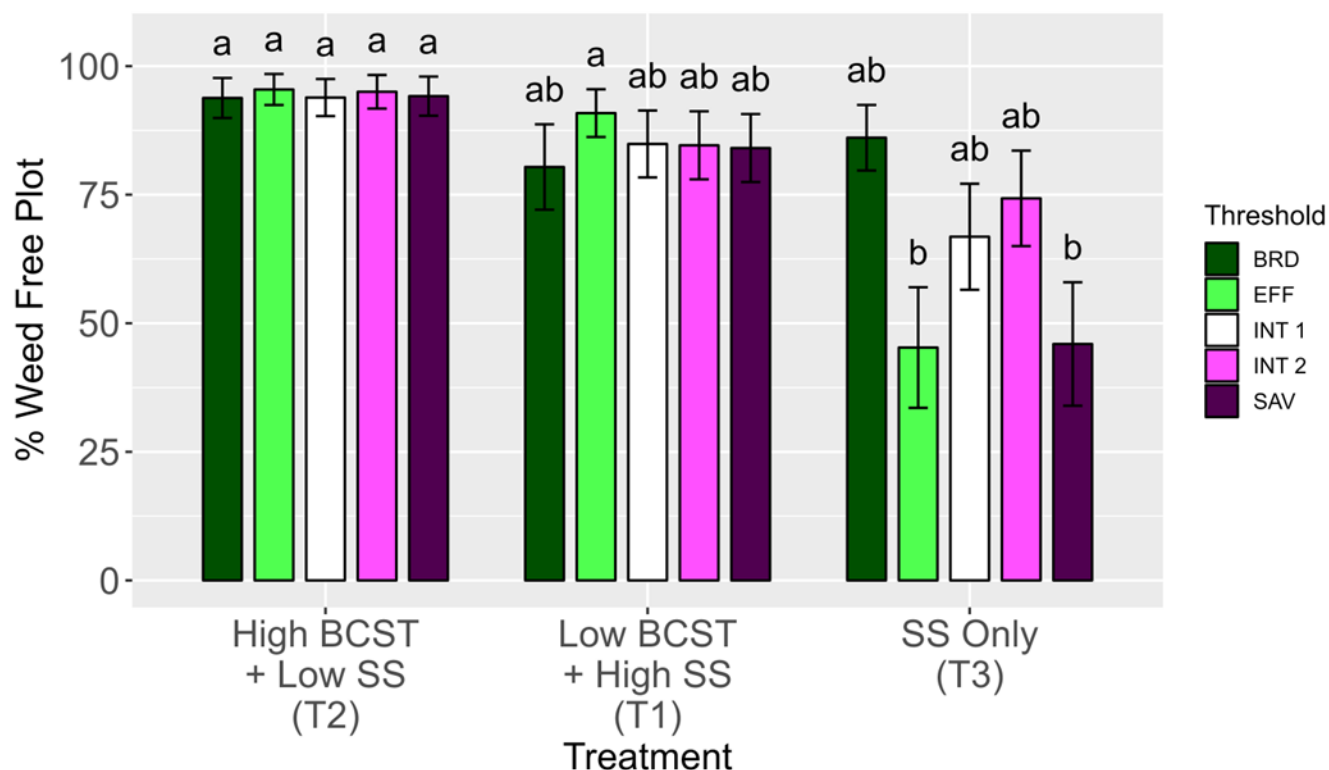 a a a a a
ab a ab ab ab
ab b ab ab b
% Weed Free Plot
100
75
50
25
0
High BCST
+ Low SS
(T2)
Low BCST
+ High SS
(T1)
SS Only
(T3)
Treatment
Threshold
BRD
EFF
INT 1
INT 2
SAV